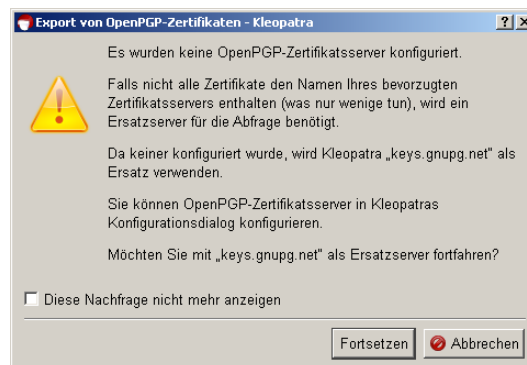 Export von OpenPGP-Zertifikaten - Kleopatra
Es wurden keine OpenPGP-Zertifikatsserver konfiguriert.
Falls nicht alle Zertifikate den Namen Ihres bevorzugten
Zertifikatsservers enthalten (was nur wenige tun), wird ein
Ersatzserver für die Abfrage benötigt.
Da keiner konfiguriert wurde, wird Kleopatra „keys.gnupg.net" als
Ersatz verwenden.
Sie können OpenPGP-Zertifikatsserver in Kleopatras
Konfigurationsdialog konfigurieren.
Möchten Sie mit „keys.gnupg.net" als Ersatzserver fortfahren?
Diese Nachfrage nicht mehr anzeigen
Fortsetzen
Abbrechen